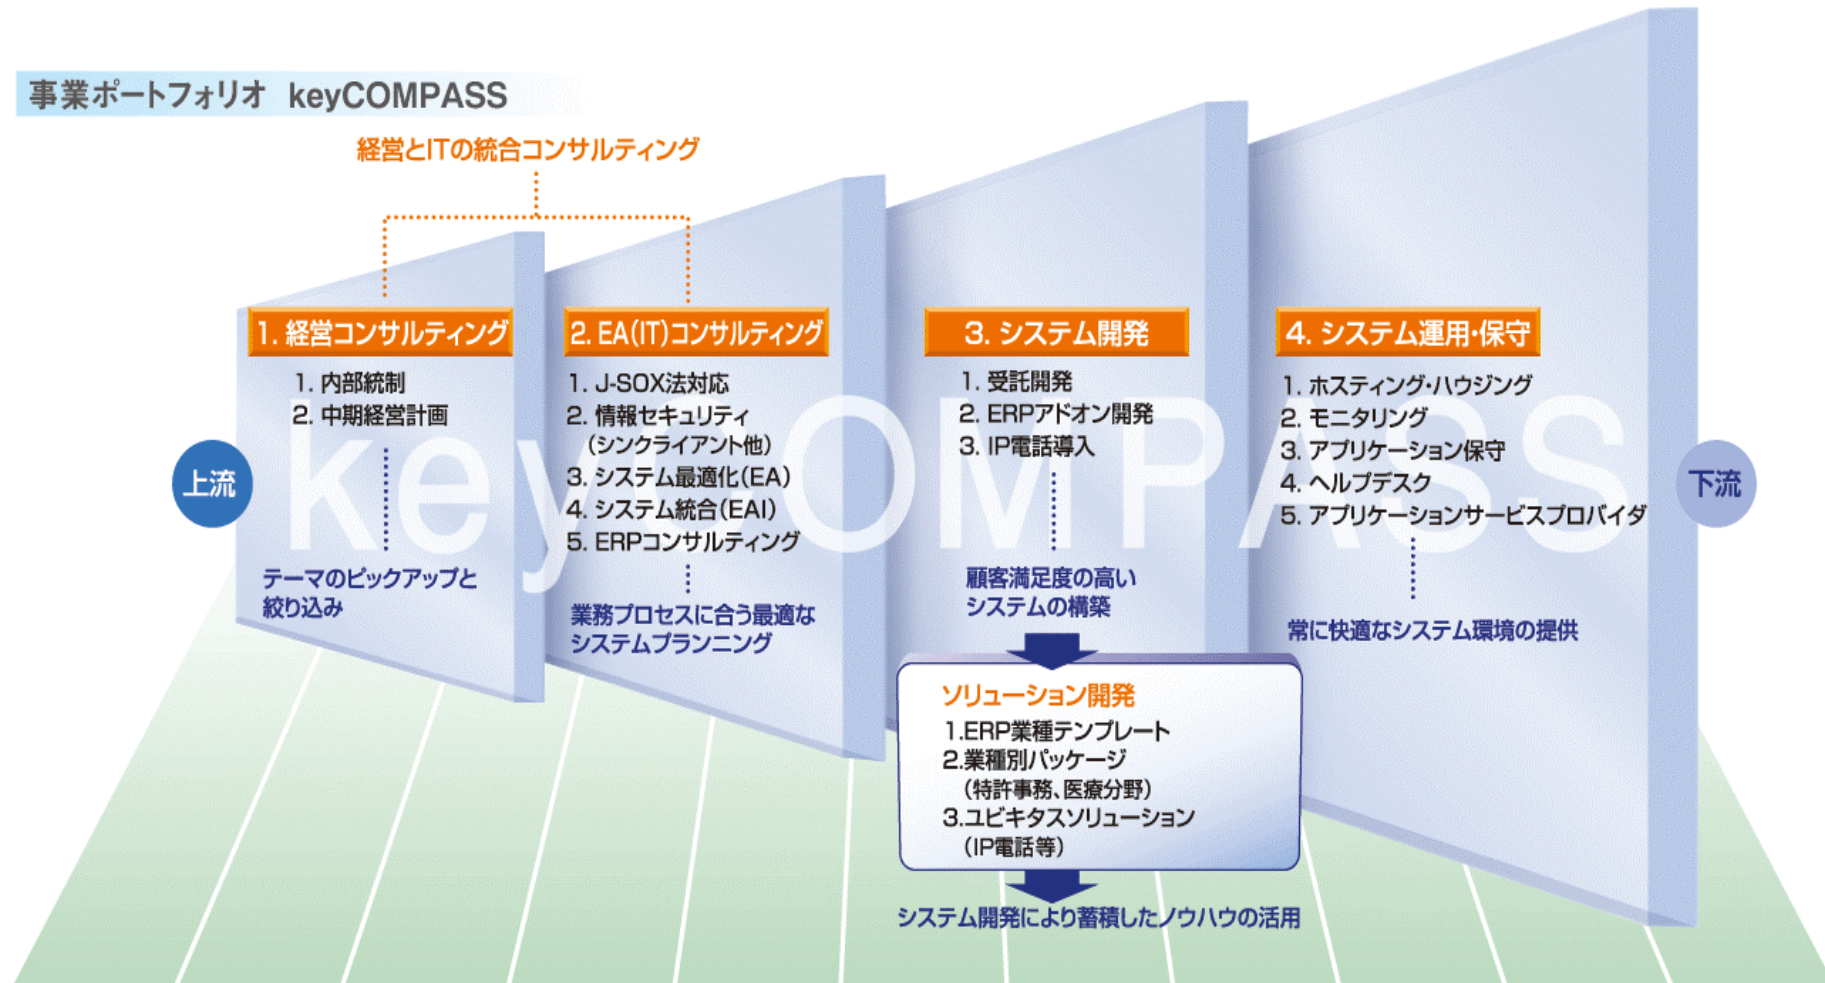 事業ポートフォリオ keyCOMPASS
経営とITの統合コンサルティング
上流
1. 経営コンサルティング
1. 内部統制
2. 中期経営計画
テーマのピックアップと
絞り込み
2. EA(IT)コンサルティング
1. J-SOX法対応
2. 情報セキュリティ
(シンクライアント他)
3. システム最適化(EA)
4. システム統合(EAI)
5. ERPコンサルティング
業務プロセスに合う最適な
システムプランニング
3. システム開発
1. 受託開発
2. ERPアドオン開発
3. IP電話導入
顧客満足度の高い
システムの構築
ソリューション開発
1.ERP業種テンプレート
2.業種別パッケージ
(特許事務、医療分野)
3.ユビキタスソリューション
(IP電話等)
システム開発により蓄積したノウハウの活用
4. システム運用・保守
1. ホスティング・ハウジング
2. モニタリング
3. アプリケーション保守
4. ヘルプデスク
5. アプリケーションサービスプロバイダ
常に快適なシステム環境の提供
下流
keyCOMPASS